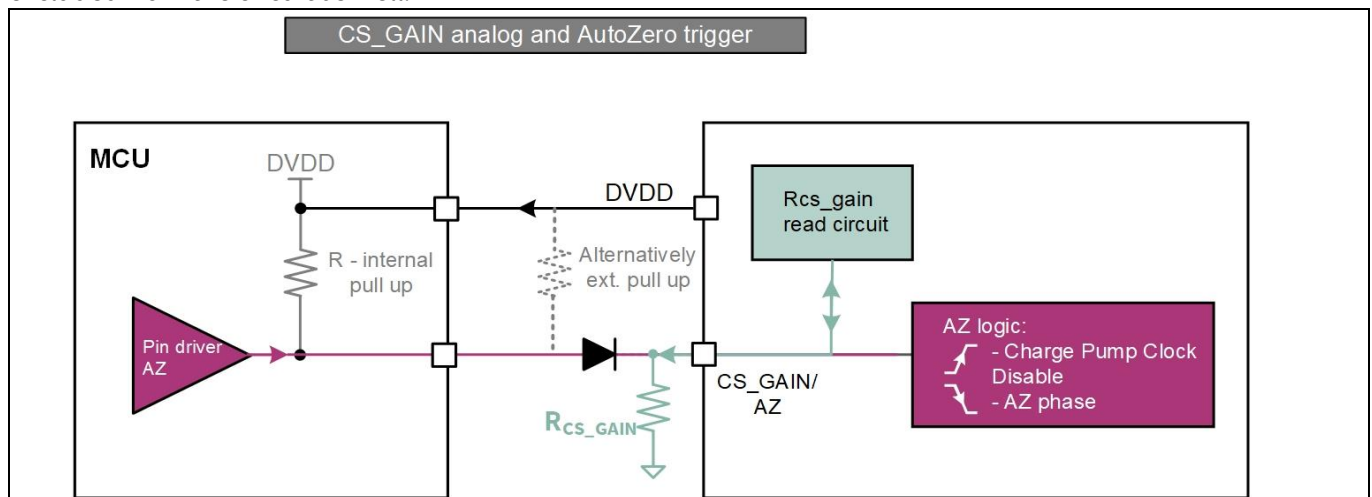 CS_GAIN analog and AutoZero trigger
MCU
DVDD
DVDD
R - internal
pull up
Alternatively
ext. pull up
Rcs_gain
read circuit
Pin driver
AZ
CS_GAIN/
AZ
RCS_GAIN
AZ logic:
- Charge Pump Clock
Disable
- AZ phase